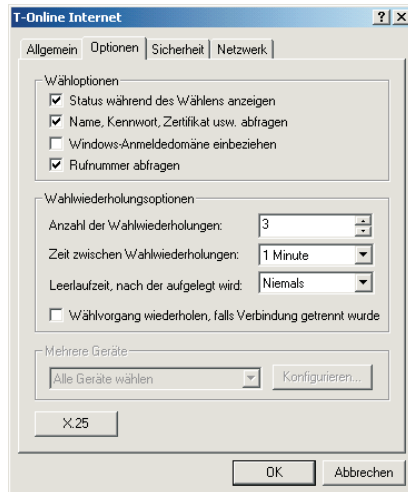 T-Online Internet
Allgemein Optionen Sicherheit Netzwerk
Wähloptionen
Status während des Wählens anzeigen
Name, Kennwort, Zertifikat usw. abfragen
Windows-Anmeldedomäne einbeziehen
Rufnummer abfragen
Wahlwiederholungsoptionen
Anzahl der Wahlwiederholungen: 3
Zeit zwischen Wahlwiederholungen: 1 Minute
Leerlaufzeit, nach der aufgelegt wird: Niemals
Wählvorgang wiederholen, falls Verbindung getrennt wurde
Mehrere Geräte
Alle Geräte wählen Konfigurieren...
X.25
OK Abbrechen